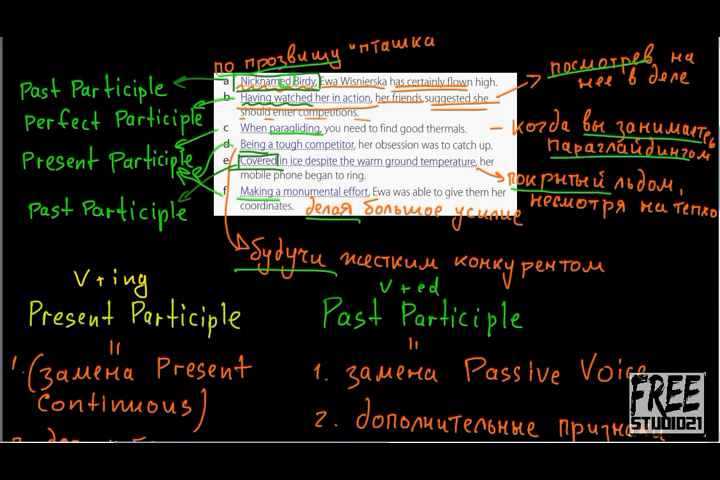 по прозвищу "пташка
Past Participle
Perfect Participle
Present Participle
Past Participle
a Nicknamed Birdy, Ewa Wisnierska has certainly flown high.
b Having watched her in action, her friends suggested she
should enter competitions.
c When paragliding, you need to find good thermals.
d Being a tough competitor, her obsession was to catch up.
e Covered in ice despite the warm ground temperature, her
mobile phone began to ring.
f Making a monumental effort, Ewa was able to give them her
coordinates.
посмотрев на
нее в деле
когда вы занимаетесь
параглайдингом
покрытый льдом,
несмотря на тепло
делая большое усилие
будучи жестким конкурентом
V + ing
Present Participle
=
1. (замена Present
Continuous)
V + ed
Past Participle
=
1. замена Passive Voice
2. дополнительные признака
FREE
STUDIO21